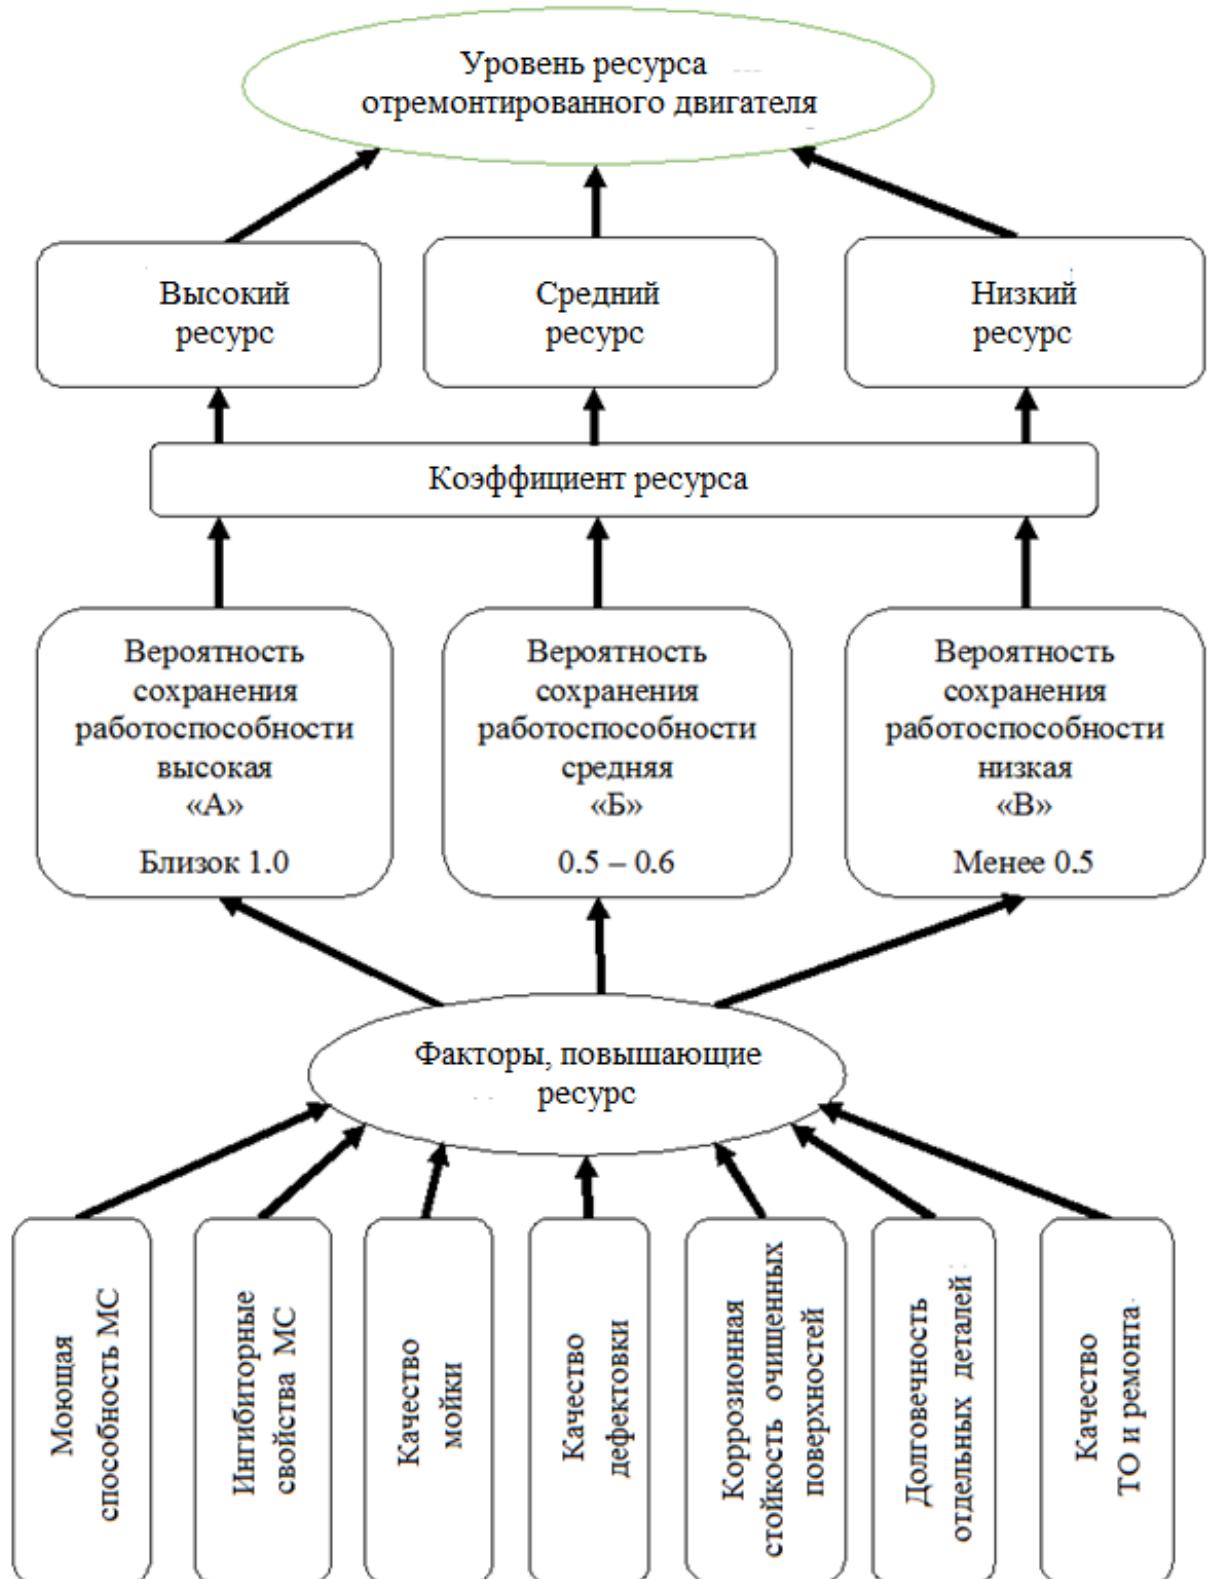 Уровень ресурса
отремонтированного двигателя
Высокий
ресурс
Средний
ресурс
Низкий
ресурс
Коэффициент ресурса
Вероятность
сохранения
работоспособности
высокая
«А»
Близок 1.0
Вероятность
сохранения
работоспособности
средняя
«Б»
0.5 – 0.6
Вероятность
сохранения
работоспособности
низкая
«В»
Менее 0.5
Факторы, повышающие
ресурс
Моющая
способность МС
Ингибиторные
свойства МС
Качество
мойки
Качество
дефектовки
Коррозионная
стойкость очищенных
поверхностей
Долговечность
отдельных деталей
Качество
ТО и ремонта